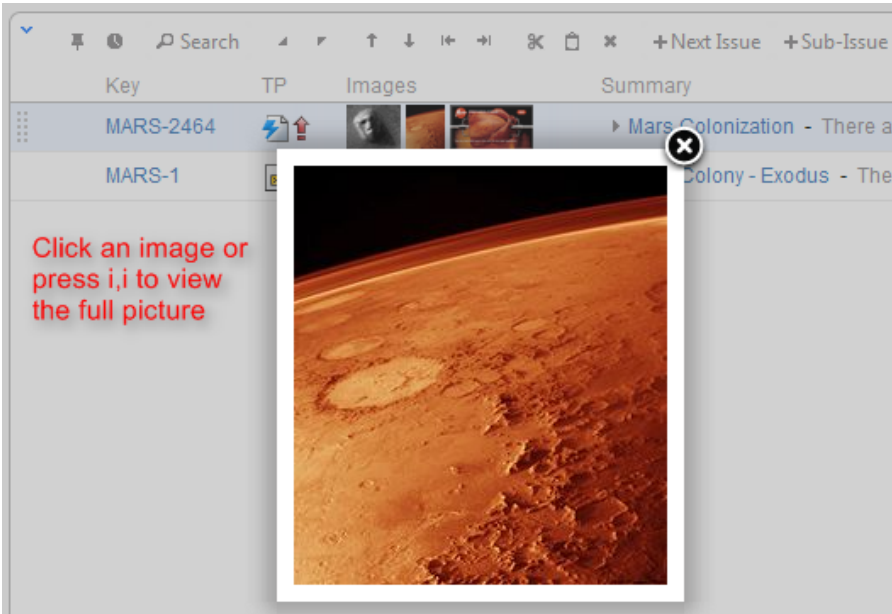 Search +Next Issue +Sub-Issue
Key TP Images Summary
MARS-2464 Mars Colonization - There a
MARS-1 Colony - Exodus - The
Click an image or
press i,i to view
the full picture